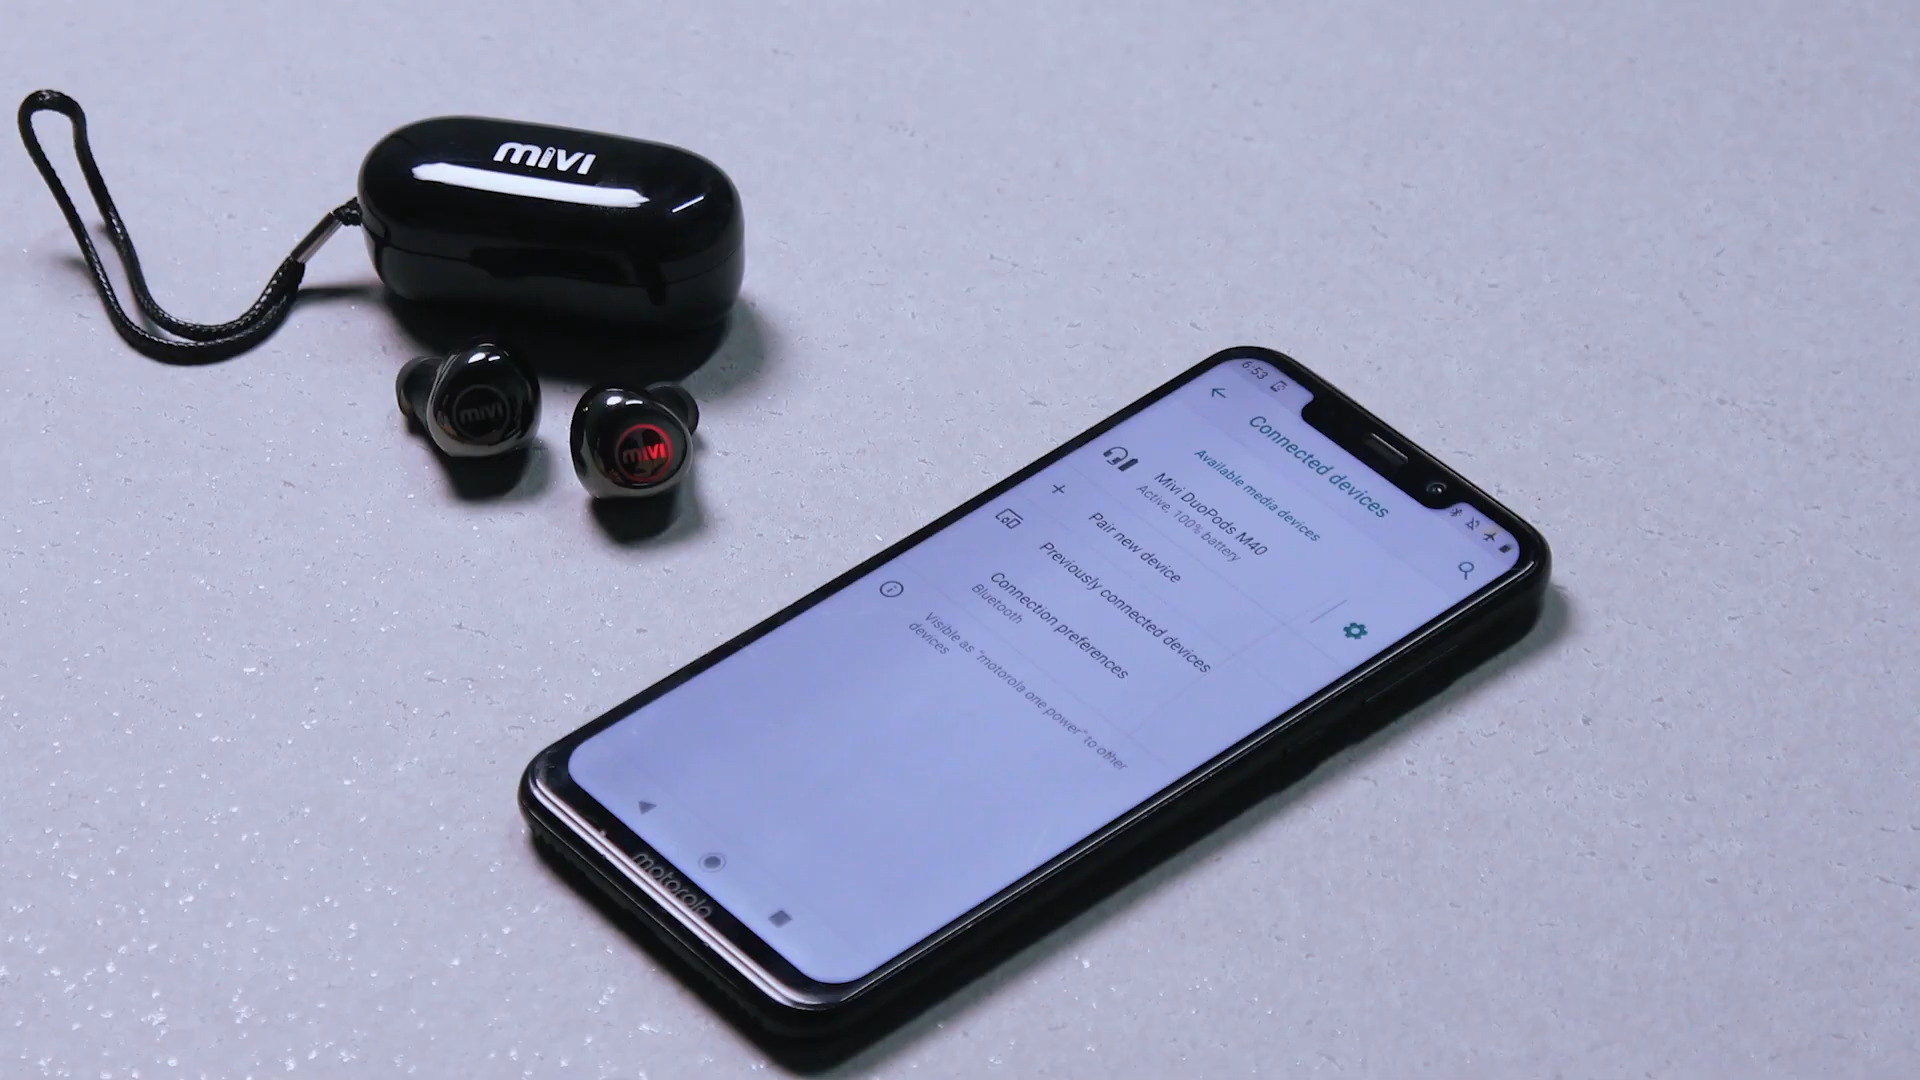 mivi
mivi
mivi
6:53
Connected devices
Available media devices
Mivi DuoPods M40
Active, 100% battery
Pair new device
Previously connected devices
Connection preferences
Bluetooth
Visible as "motorola one power" to other
devices
motorola